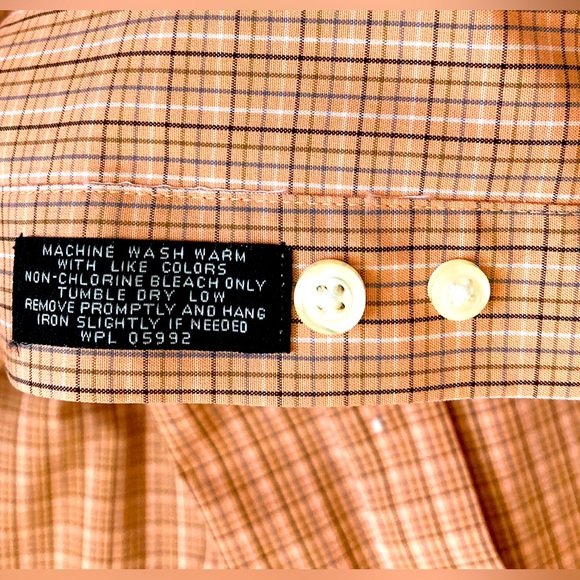 MACHINE WASH WARM
WITH LIKE COLORS
NON-CHLORINE BLEACH ONLY
TUMBLE DRY LOW
REMOVE PROMPTLY AND HANG
IRON SLIGHTLY IF NEEDED
WPL 05992